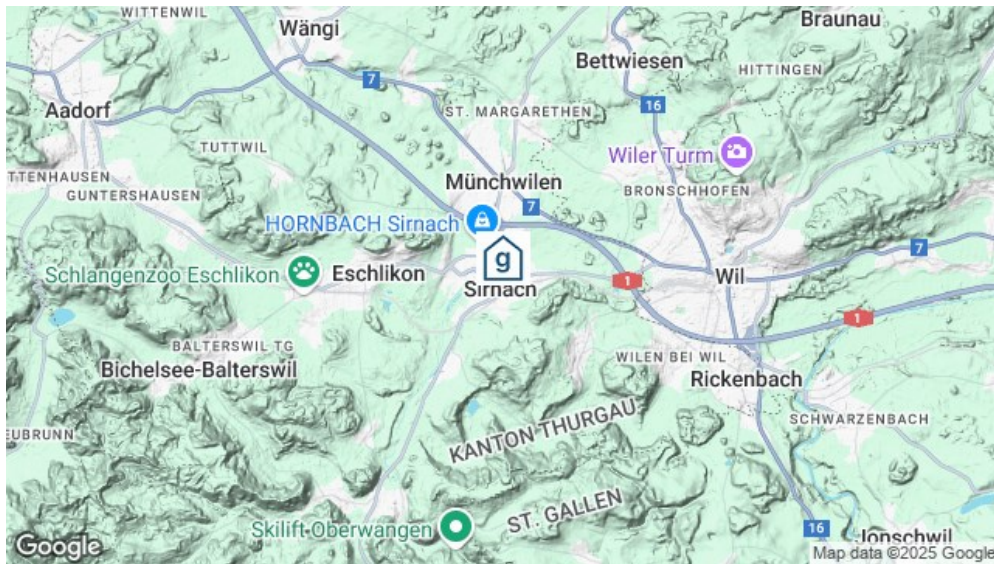 WITTENWIL
Wängi
Braunau
Bettwiesen
HITTINGEN
7
16
Aadorf
ST. MARGARETHEN
TUTTWIL
Wiler Turm
TTENHAUSEN
GUNTERSHAUSEN
Münchwilen
BRONSCHHOFEN
7
HORNBACH Sirnach
7
g
Schlangenzoo Eschlikon
Eschlikon
Sirnach
1
Wil
1
BALTERSWIL TG
Bichelsee-Balterswil
WILEN BEI WIL
Rickenbach
KANTON THURGAU
SCHWARZENBACH
EUBRUNN
ST. GALLEN
Skilift Oberwangen
16
Jonschwil
Google
Map data ©2025 Google